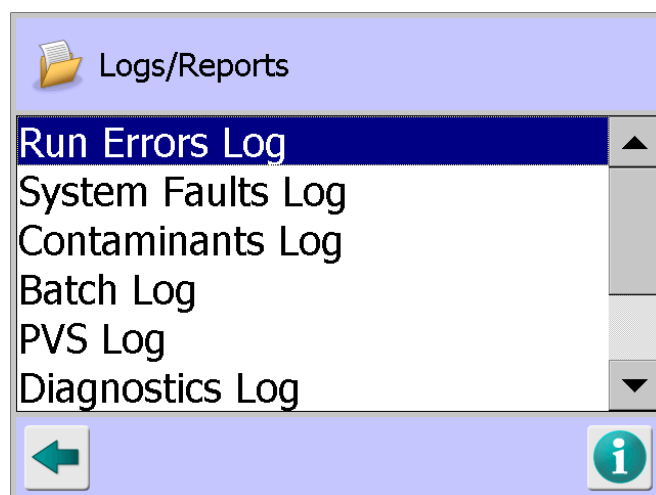 Logs/Reports
Run Errors Log
System Faults Log
Contaminants Log
Batch Log
PVS Log
Diagnostics Log